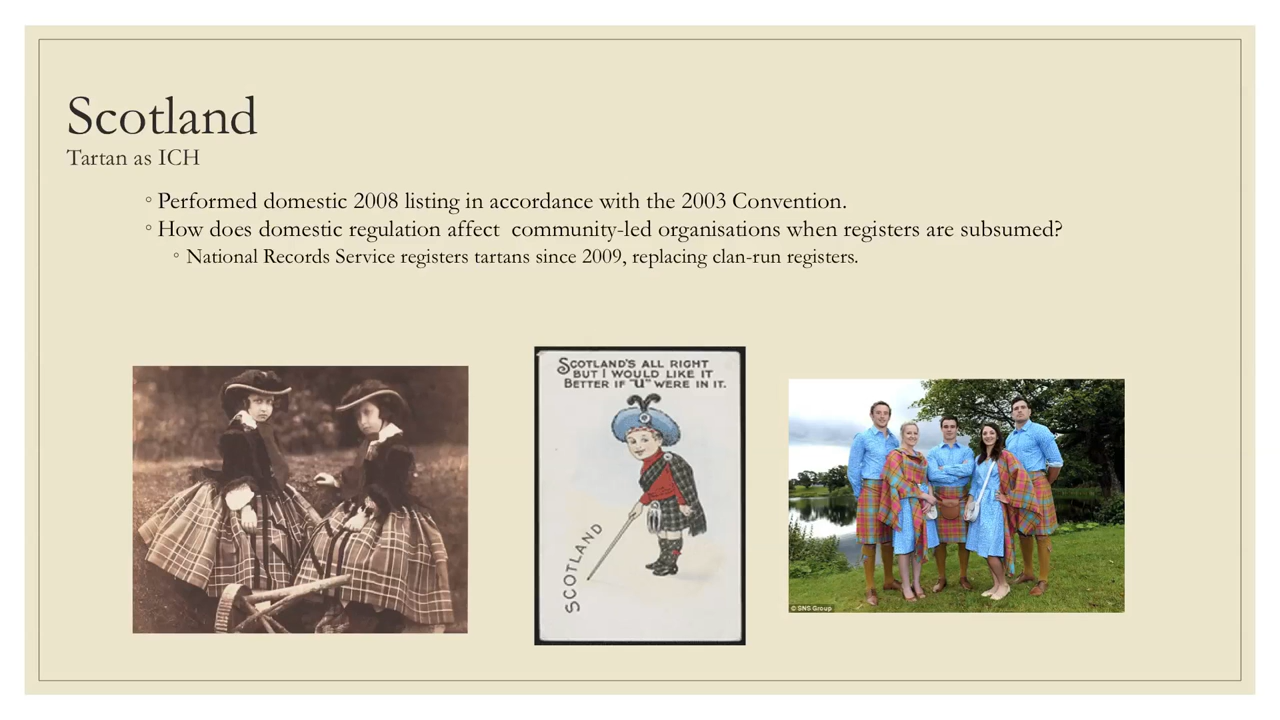 Scotland
Tartan as ICH
◦ Performed domestic 2008 listing in accordance with the 2003 Convention.
◦ How does domestic regulation affect  community-led organisations when registers are subsumed?
◦ National Records Service registers tartans since 2009, replacing clan-run registers.
SCOTLAND'S ALL RIGHT
BUT I WOULD LIKE IT
BETTER IF "U" WERE IN IT.
SCOTLAND
© SNS Group